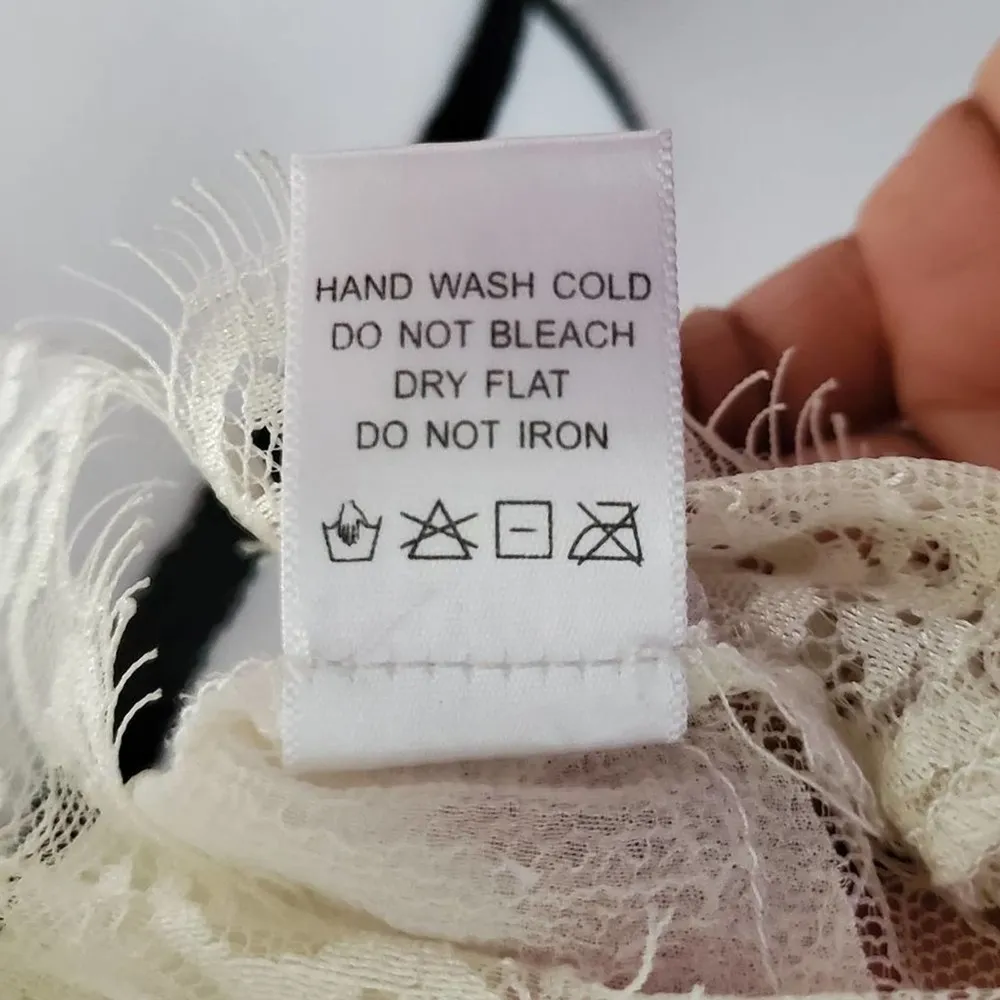 HAND WASH COLD
DO NOT BLEACH
DRY FLAT
DO NOT IRON